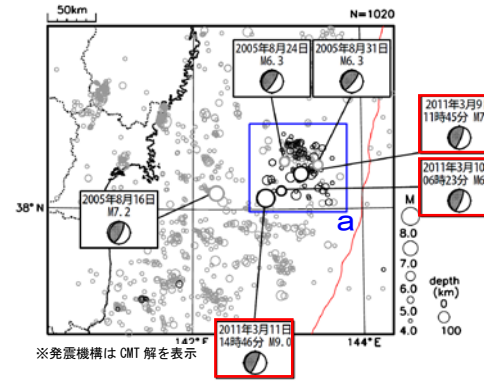 50km
N=1020
2005年8月24日
M6.3
2005年8月31日
M6.3
2011年3月9
11時45分 M7
2011年3月10
06時23分 M6
2005年8月16日
M7.2
38°N
a
M
8.0
7.0
6.0
5.0
4.0
depth
(km)
0
100
142°E
144°E
2011年3月11日
14時46分 M9.0
※発震機構は CMT 解を表示